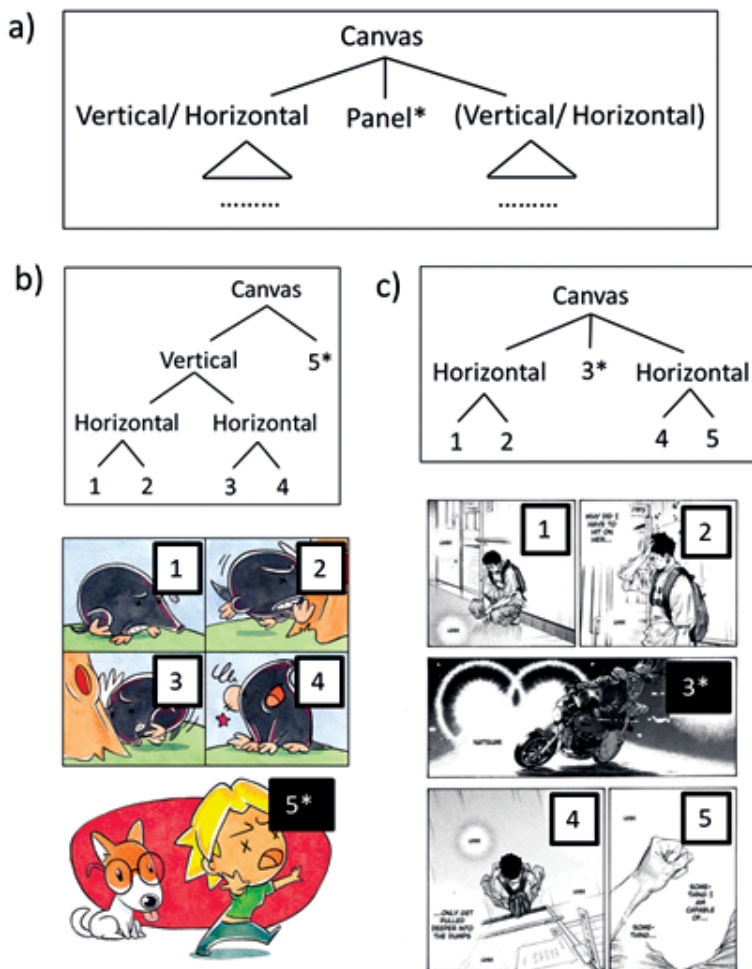 a)
Canvas
Vertical/ Horizontal Panel* (Vertical/ Horizontal)
......... .........
b)
Canvas
Vertical 5*
Horizontal Horizontal
1 2 3 4
c)
Canvas
Horizontal 3* Horizontal
1 2 4 5
1 2
3 4
5*
1
2
WHY DID I
HAVE TO
HIT ON
HER...
3*
NATSUME
4
...ONLY GET
PULLED
DEEPER INTO
THE DUMPS
5
SOME-
THING I
AM
CAPABLE
OF...
SOME-
THING...